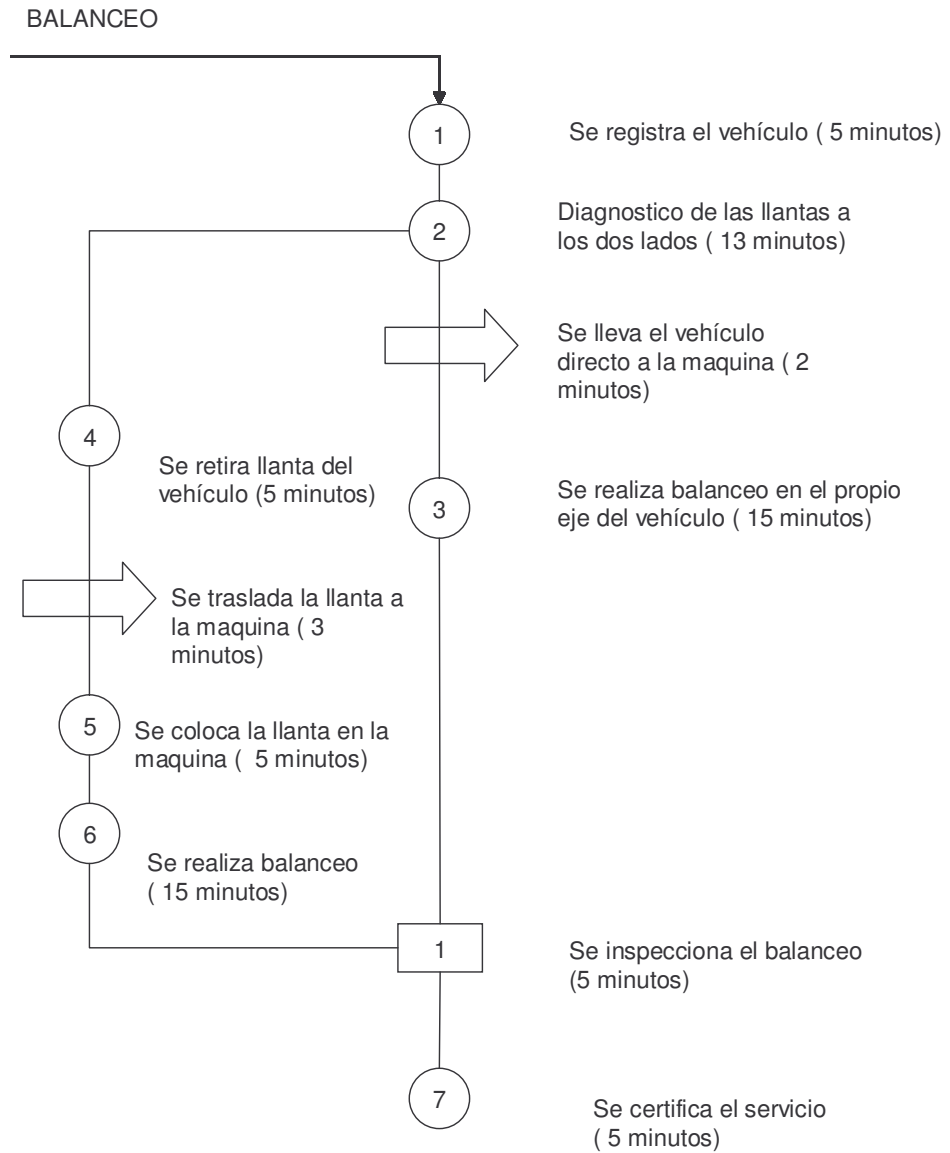 BALANCEO
1
Se registra el vehículo ( 5 minutos)
2
Diagnostico de las llantas a
los dos lados ( 13 minutos)
Se lleva el vehículo
directo a la maquina ( 2
minutos)
4
Se retira llanta del
vehículo (5 minutos)
3
Se realiza balanceo en el propio
eje del vehículo ( 15 minutos)
Se traslada la llanta a
la maquina ( 3
minutos)
5
Se coloca la llanta en la
maquina (  5 minutos)
6
Se realiza balanceo
( 15 minutos)
1
Se inspecciona el balanceo
(5 minutos)
7
Se certifica el servicio
( 5 minutos)